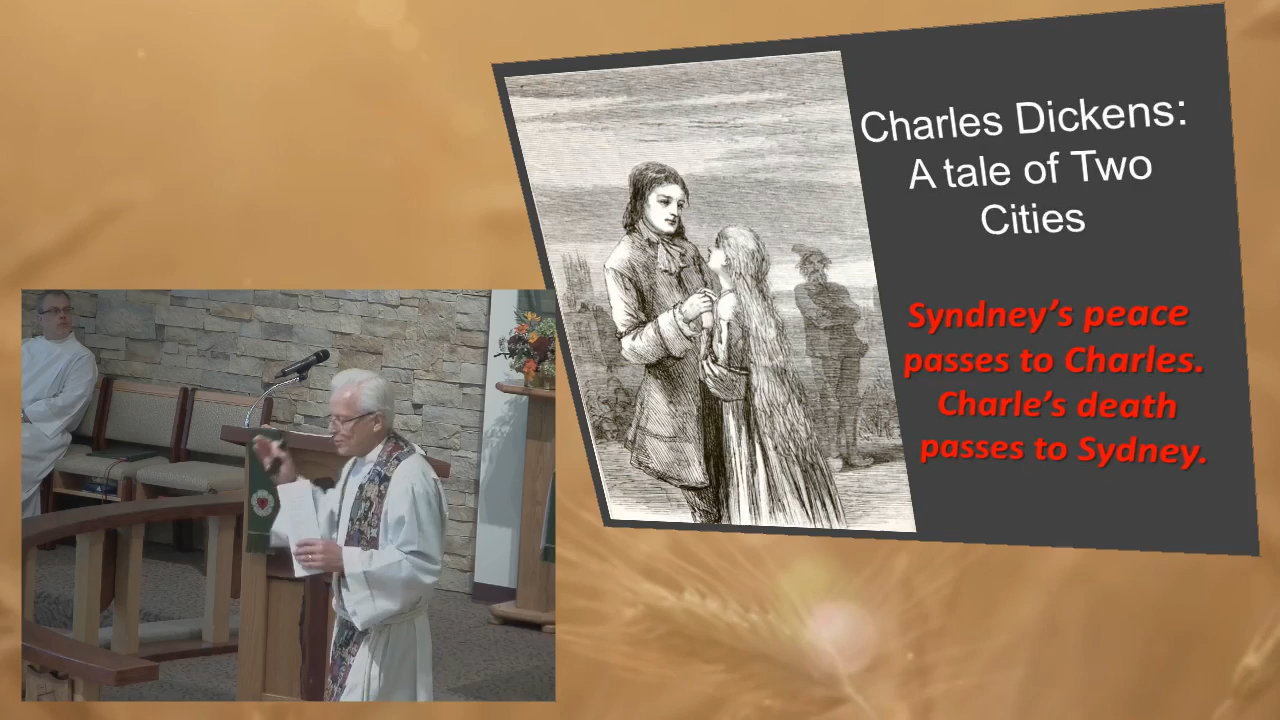 Charles Dickens:
A tale of Two
Cities
Syndney’s peace
passes to Charles.
Charle’s death
passes to Sydney.